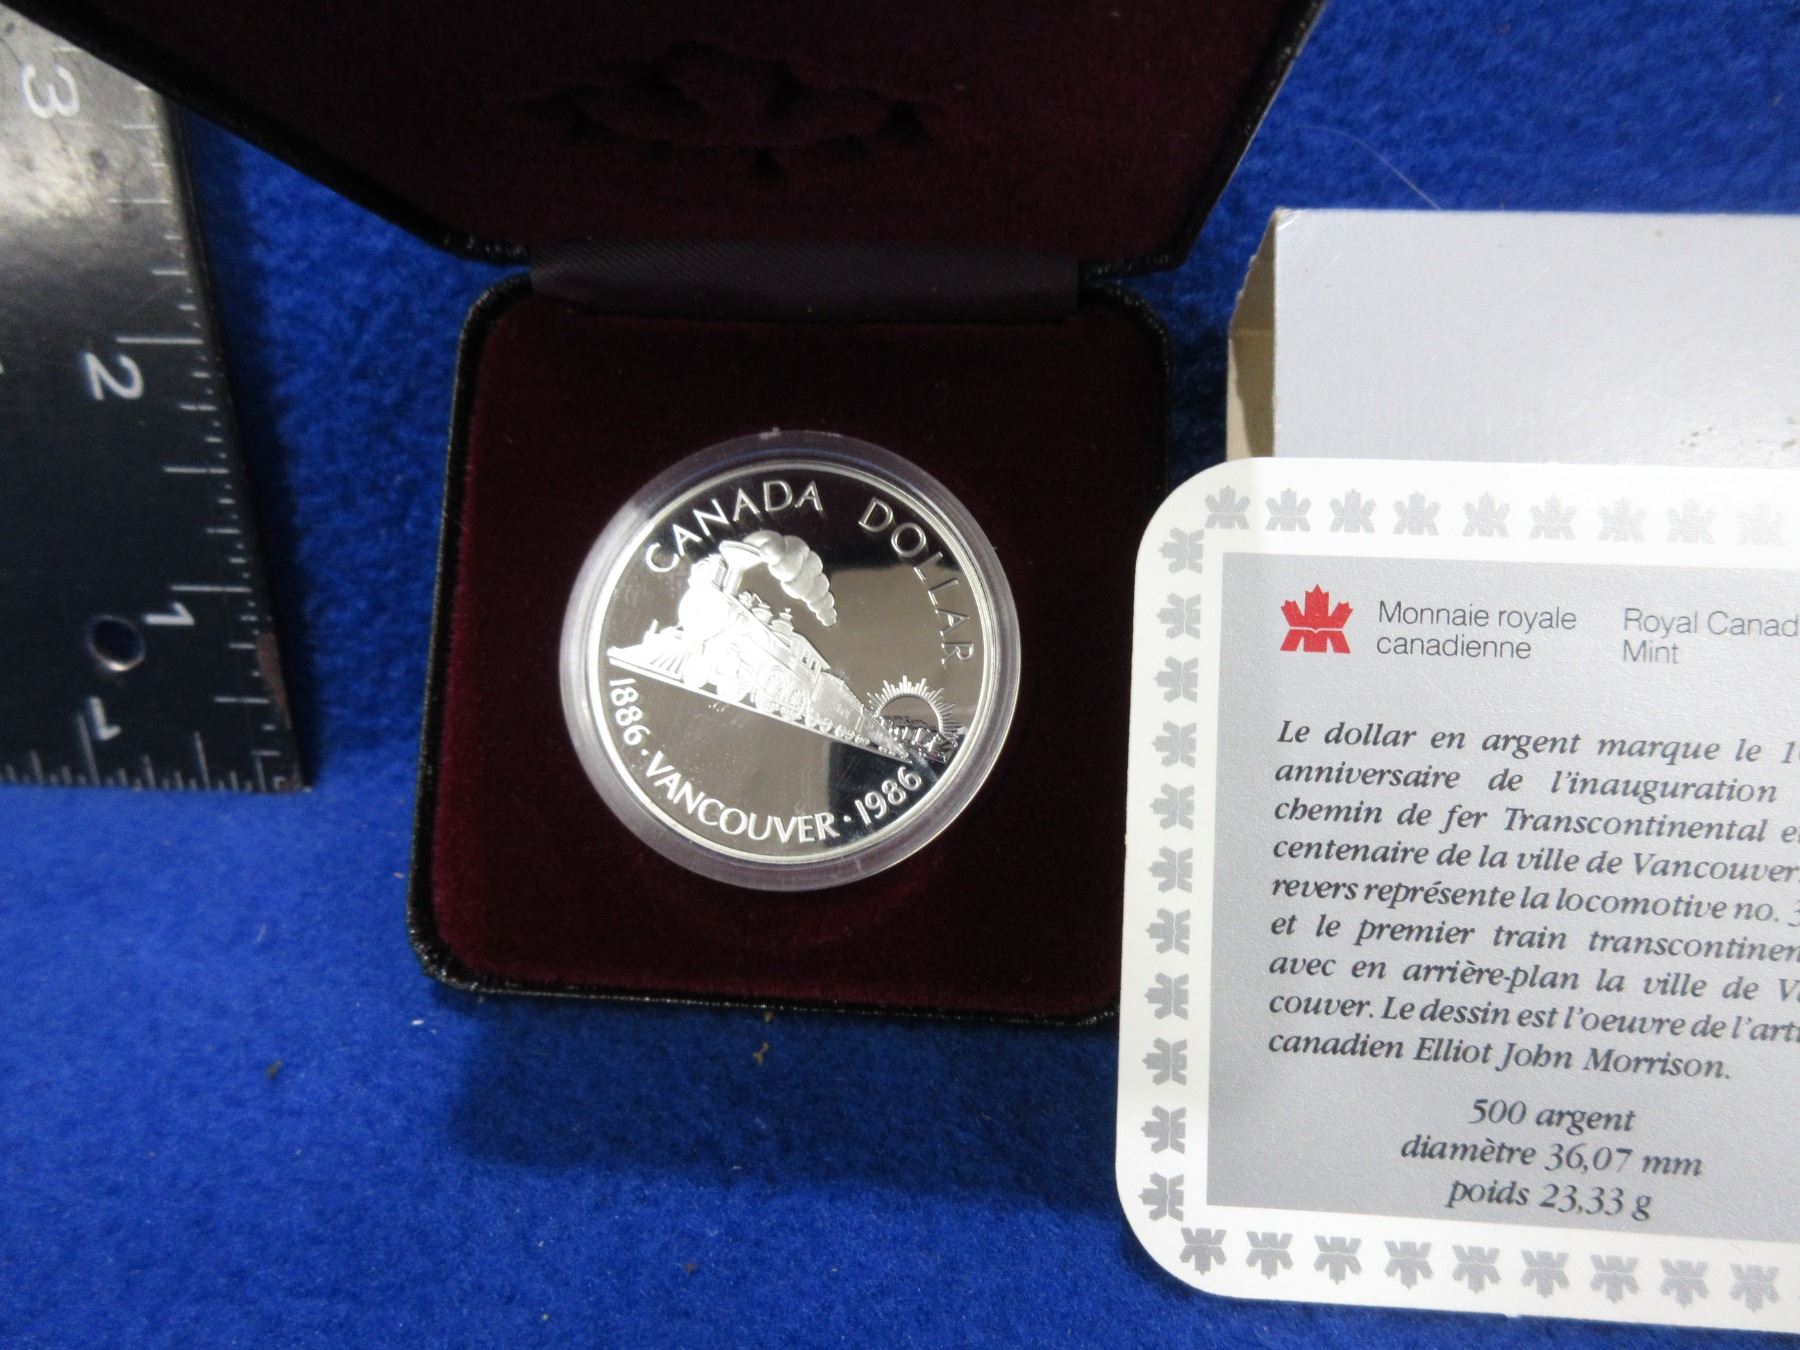 3
2
1
CANADA DOLLAR
1886 · VANCOUVER · 1986
Monnaie royale
canadienne
Royal Canad
Mint
Le dollar en argent marque le 1
anniversaire de l'inauguration
chemin de fer Transcontinental e
centenaire de la ville de Vancouver.
revers représente la locomotive no. 3
et le premier train transcontinen
avec en arrière-plan la ville de V
couver. Le dessin est l'oeuvre de l'arti
canadien Elliot John Morrison.
500 argent
diamètre 36,07 mm
poids 23,33 g